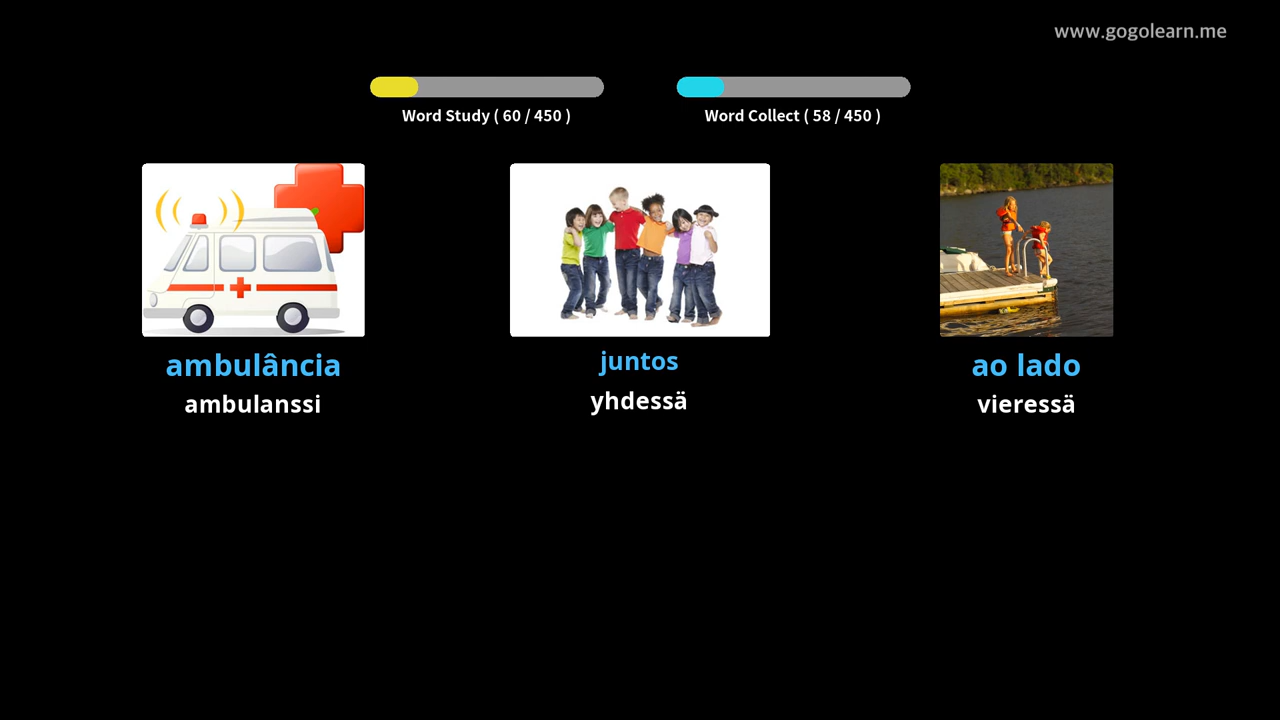 www.gogolearn.me
Word Study ( 60 / 450 )
Word Collect ( 58 / 450 )
ambulância
ambulanssi
juntos
yhdessä
ao lado
vieressä